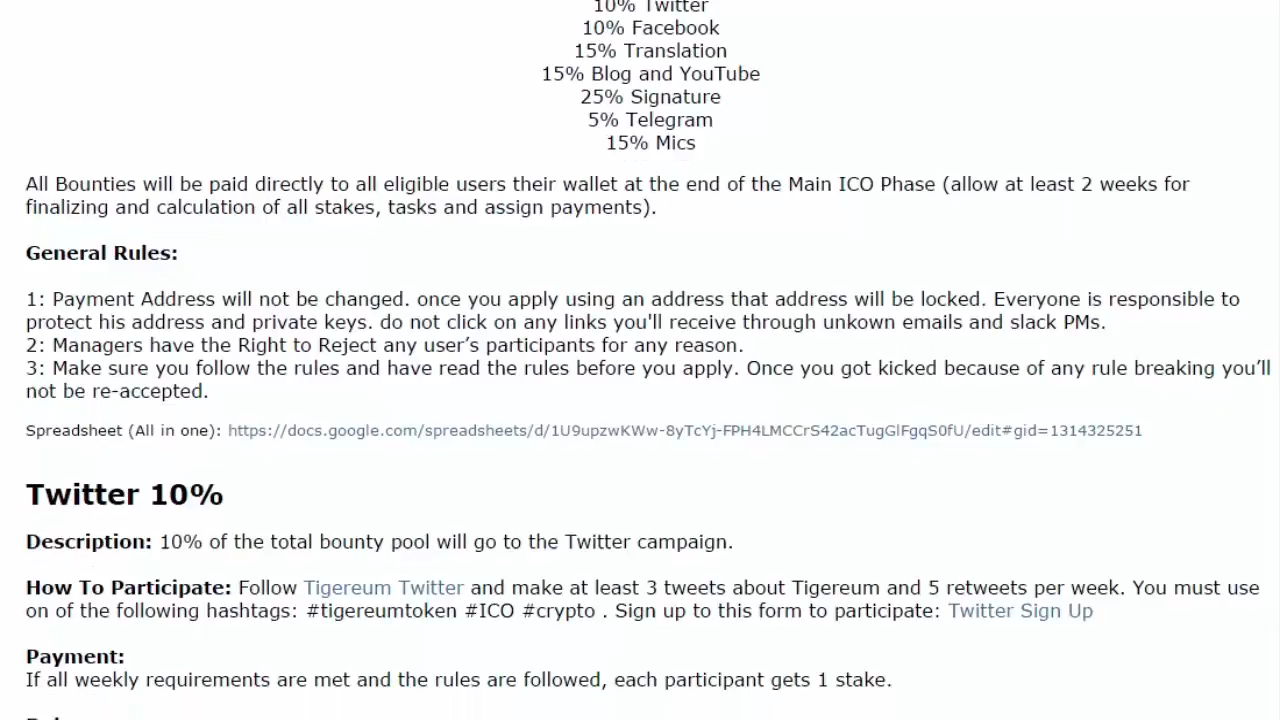 10% Twitter
10% Facebook
15% Translation
15% Blog and YouTube
25% Signature
5% Telegram
15% Mics
All Bounties will be paid directly to all eligible users their wallet at the end of the Main ICO Phase (allow at least 2 weeks for
finalizing and calculation of all stakes, tasks and assign payments).
General Rules:
1: Payment Address will not be changed. once you apply using an address that address will be locked. Everyone is responsible to
protect his address and private keys. do not click on any links you'll receive through unkown emails and slack PMs.
2: Managers have the Right to Reject any user’s participants for any reason.
3: Make sure you follow the rules and have read the rules before you apply. Once you got kicked because of any rule breaking you’ll
not be re-accepted.
Spreadsheet (All in one): https://docs.google.com/spreadsheets/d/1U9upzwKWw-8yTcYj-FPH4LMCCrS42acTugGlFgqS0fU/edit#gid=1314325251
Twitter 10%
Description: 10% of the total bounty pool will go to the Twitter campaign.
How To Participate: Follow Tigereum Twitter and make at least 3 tweets about Tigereum and 5 retweets per week. You must use
on of the following hashtags: #tigereumtoken #ICO #crypto . Sign up to this form to participate: Twitter Sign Up
Payment:
If all weekly requirements are met and the rules are followed, each participant gets 1 stake.